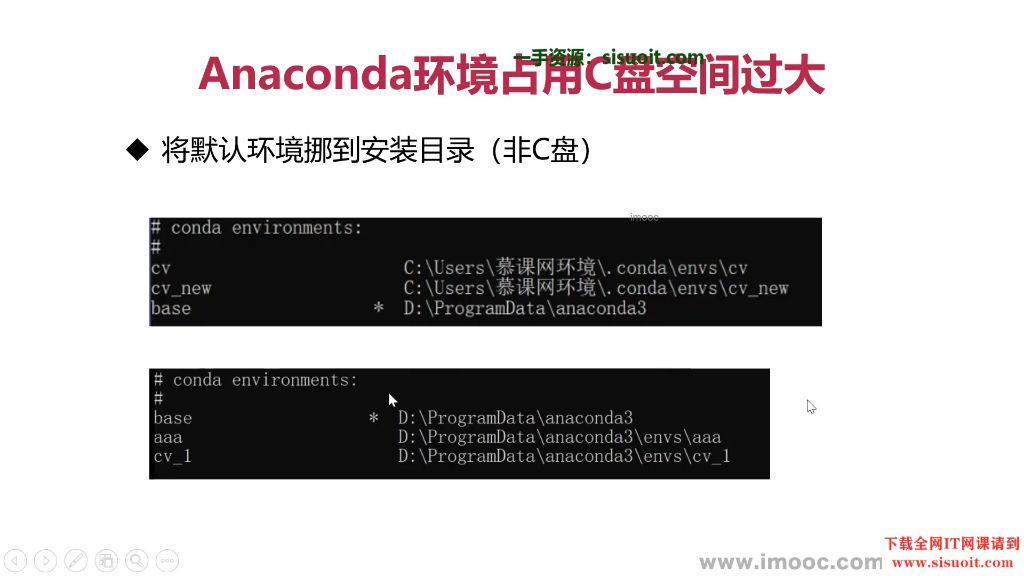 一手资源：sisuoit.com
Anaconda环境占用C盘空间过大
◆ 将默认环境挪到安装目录（非C盘）
imooc
# conda environments:
#
cv C:\Users\慕课网环境\.conda\envs\cv
cv_new C:\Users\慕课网环境\.conda\envs\cv_new
base * D:\ProgramData\anaconda3
# conda environments:
#
base * D:\ProgramData\anaconda3
aaa D:\ProgramData\anaconda3\envs\aaa
cv_1 D:\ProgramData\anaconda3\envs\cv_1
下载全网IT网课请到
www.imooc.com
www.sisuoit.com